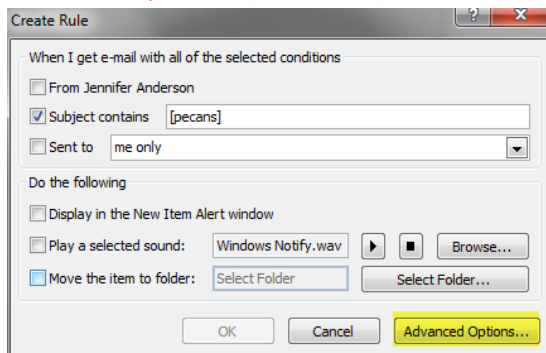 Create Rule
When I get e-mail with all of the selected conditions
From Jennifer Anderson
Subject contains [pecans]
Sent to me only
Do the following
Display in the New Item Alert window
Play a selected sound: Windows Notify.wav Browse...
Move the item to folder: Select Folder Select Folder...
OK Cancel Advanced Options...